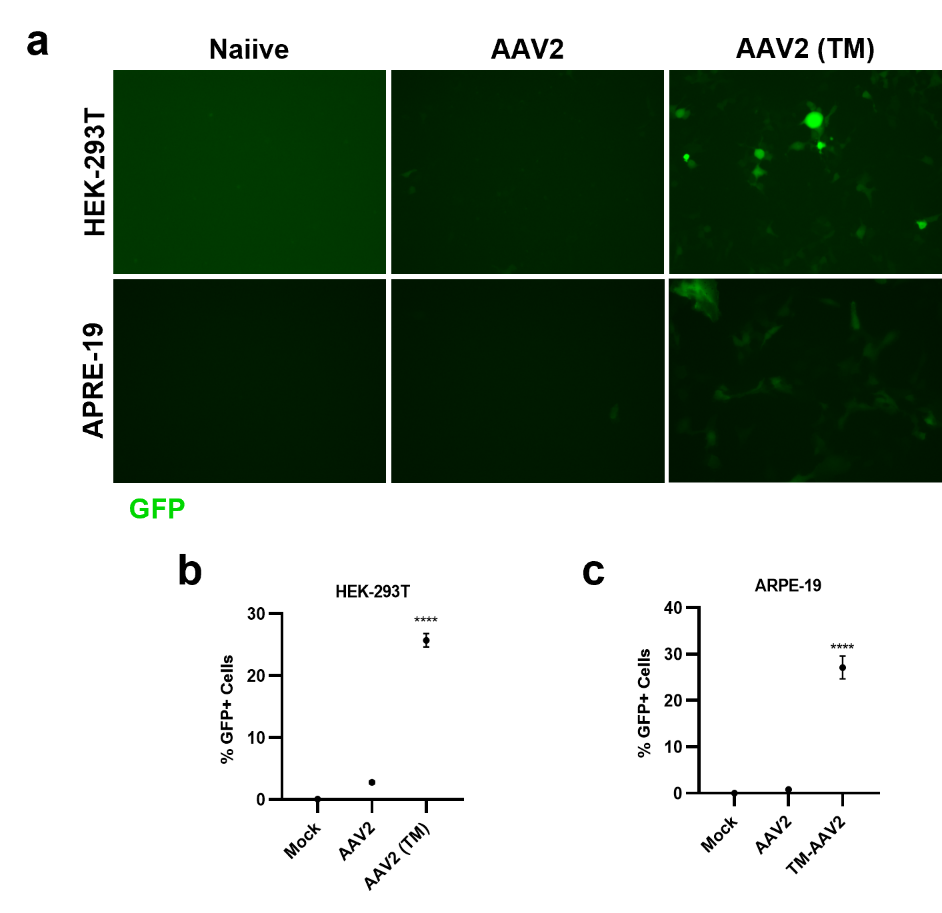 a
Naiive AAV2 AAV2 (TM)
HEK-293T
APRE-19
GFP
b
HEK-293T
% GFP+ Cells
30
20
10
0
****
Mock AAV2 AAV2 (TM)
c
ARPE-19
% GFP+ Cells
40
30
20
10
0
****
Mock AAV2 TM-AAV2